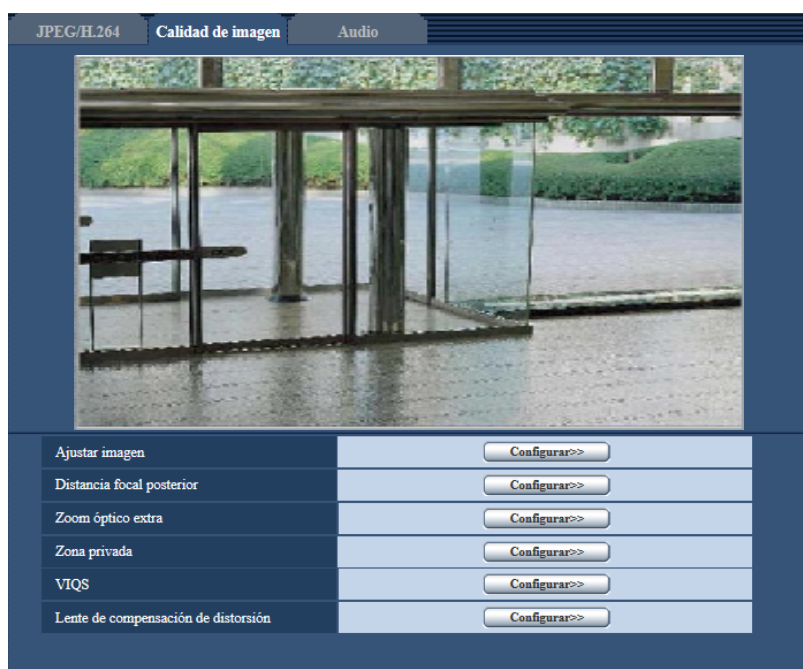 JPEG/H.264 Calidad de imagen Audio
Ajustar imagen Configurar>>
Distancia focal posterior Configurar>>
Zoom óptico extra Configurar>>
Zona privada Configurar>>
VIQS Configurar>>
Lente de compensación de distorsión Configurar>>